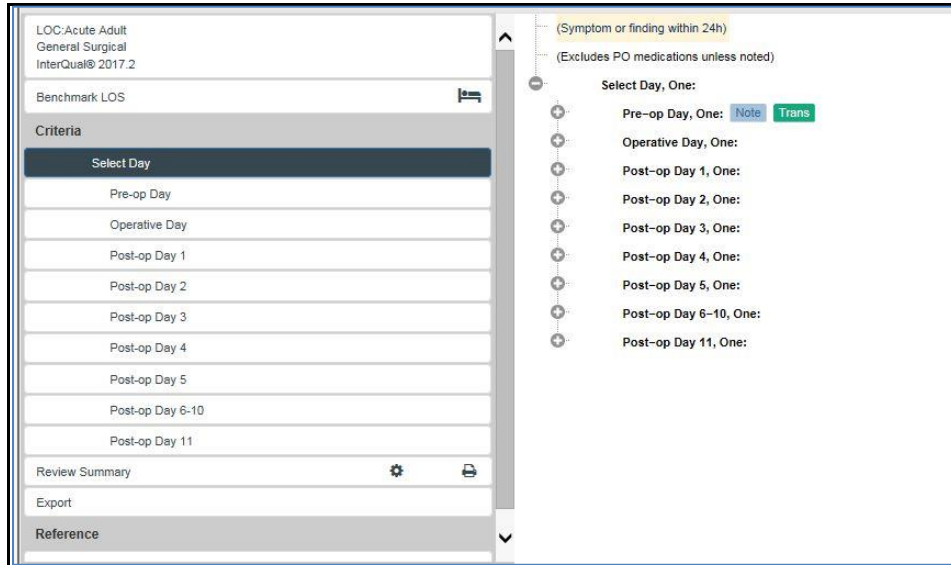 LOC:Acute Adult
General Surgical
InterQual® 2017.2
Benchmark LOS
Criteria
Select Day
Pre-op Day
Operative Day
Post-op Day 1
Post-op Day 2
Post-op Day 3
Post-op Day 4
Post-op Day 5
Post-op Day 6-10
Post-op Day 11
Review Summary
Export
Reference
(Symptom or finding within 24h)
(Excludes PO medications unless noted)
Select Day, One:
Pre-op Day, One: Note Trans
Operative Day, One:
Post-op Day 1, One:
Post-op Day 2, One:
Post-op Day 3, One:
Post-op Day 4, One:
Post-op Day 5, One:
Post-op Day 6-10, One:
Post-op Day 11, One: